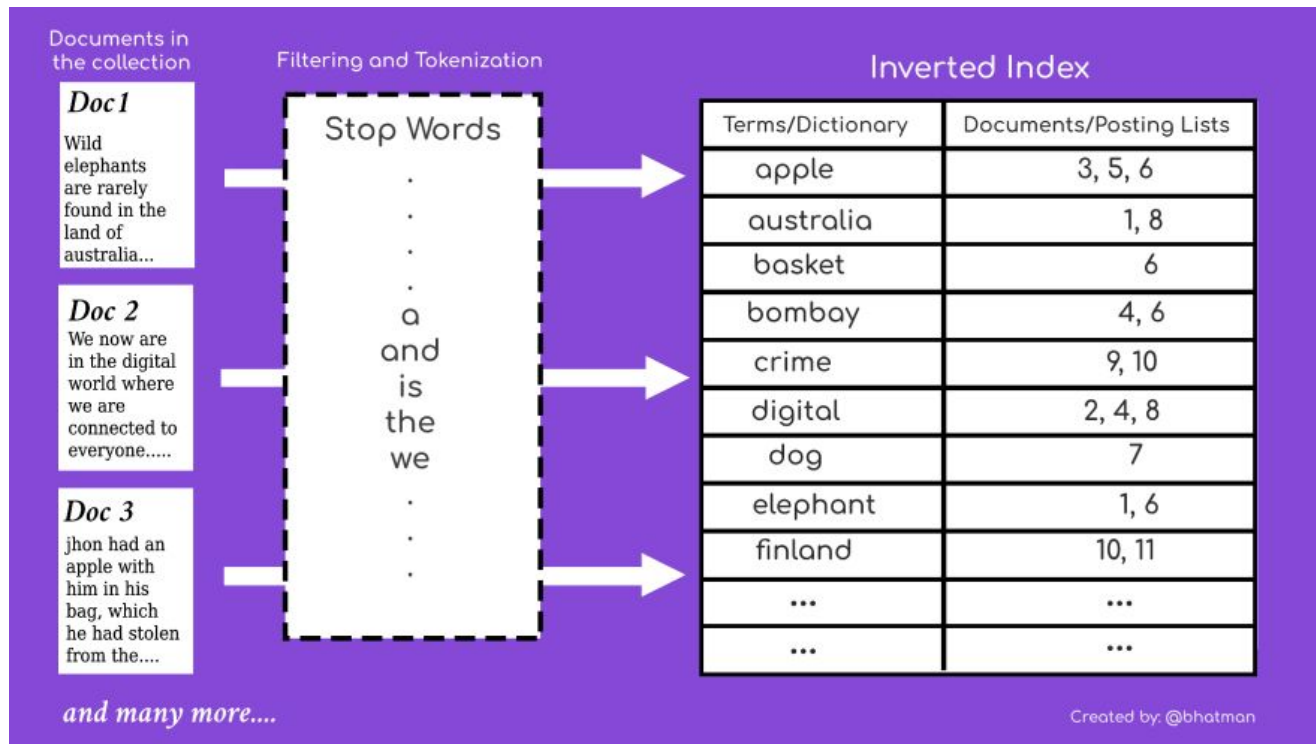 Documents in
the collection
Doc1
Wild
elephants
are rarely
found in the
land of
australia...
Doc 2
We now are
in the digital
world where
we are
connected to
everyone.....
Doc 3
jhon had an
apple with
him in his
bag, which
he had stolen
from the....
and many more....
Filtering and Tokenization
Stop Words
.
.
.
.
a
and
is
the
we
.
.
.
Inverted Index
Terms/Dictionary Documents/Posting Lists
apple 3, 5, 6
australia 1, 8
basket 6
bombay 4, 6
crime 9, 10
digital 2, 4, 8
dog 7
elephant 1, 6
finland 10, 11
... ...
... ...
Created by: @bhatman